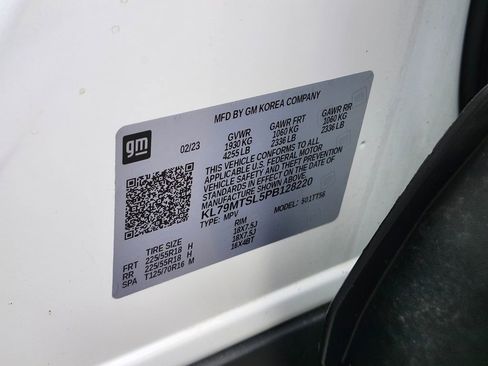 MFD BY GM KOREA COMPANY
gm
02/23
GVWR GAWR FRT GAWR RR
1930 KG 1060 KG 1060 KG
4255 LB 2336 LB 2336 LB
THIS VEHICLE CONFORMS TO ALL
APPLICABLE U.S. FEDERAL MOTOR
VEHICLE SAFETY AND THEFT PREVENTION
STANDARDS IN EFFECT ON THE DATE OF
MANUFACTURE SHOWN ABOVE.
KL79MTSL5PB128220
TYPE: MPV MODEL:
TIRE SIZE RIM
FRT 225/55R18 H 18X7.5J
RR 225/55R18 H 18X7.5J
SPA T125/70R16 M 16X4BT